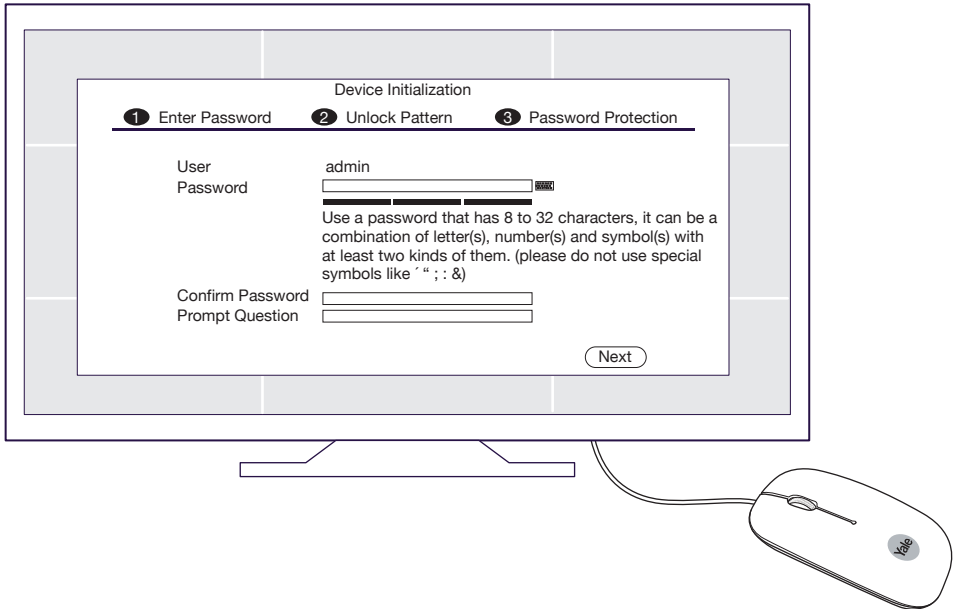 Device Initialization
1 Enter Password 2 Unlock Pattern 3 Password Protection
User admin
Password
Use a password that has 8 to 32 characters, it can be a
combination of letter(s), number(s) and symbol(s) with
at least two kinds of them. (please do not use special
symbols like ´ “ ; : &)
Confirm Password
Prompt Question
Next
Yale